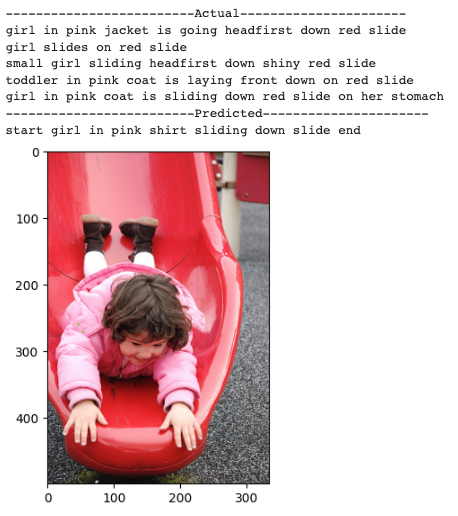 ------------------------Actual---------------------
girl in pink jacket is going headfirst down red slide
girl slides on red slide
small girl sliding headfirst down shiny red slide
toddler in pink coat is laying front down on red slide
girl in pink coat is sliding down red slide on her stomach
------------------------Predicted---------------------
start girl in pink shirt sliding down slide end
0
100
200
300
400
0 100 200 300